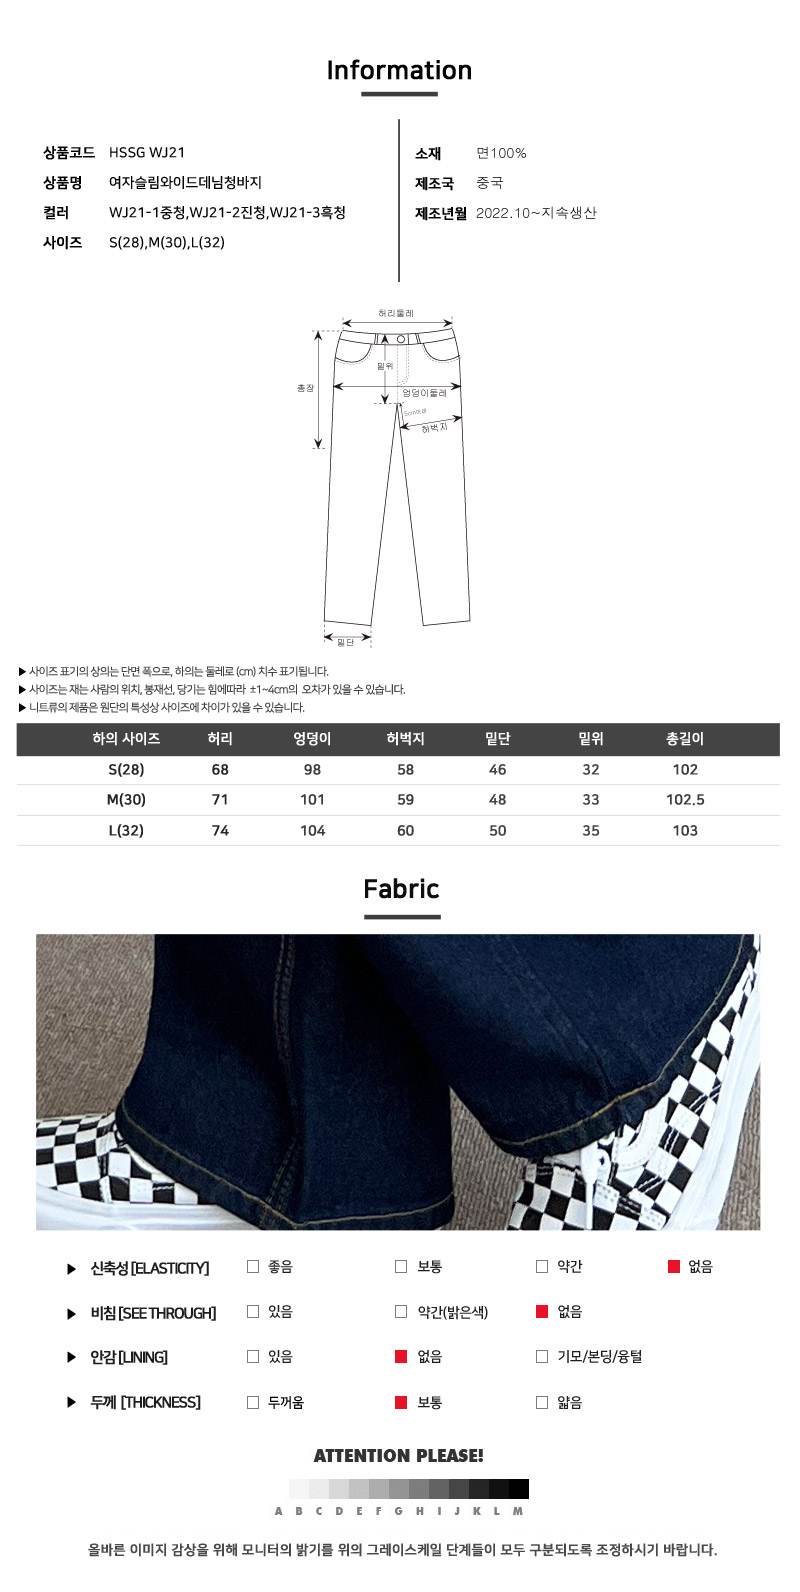 Information
상품코드 HSSG WJ21
상품명 여자슬림와이드데님청바지
컬러 WJ21-1중청,WJ21-2진청,WJ21-3흑청
사이즈 S(28),M(30),L(32)
소재 면100%
제조국 중국
제조년월 2022.10~지속생산
허리둘레
밑위
총장
엉덩이둘레
허벅지
밑단
▶ 사이즈 표기의 상의는 단면 폭으로, 하의는 둘레로 (cm) 치수 표기됩니다.
▶ 사이즈는 재는 사람의 위치, 봉재선, 당기는 힘에따라 ±1~4cm의 오차가 있을 수 있습니다.
▶ 니트류의 제품은 원단의 특성상 사이즈에 차이가 있을 수 있습니다.
하의 사이즈 허리 엉덩이 허벅지 밑단 밑위 총길이
S(28) 68 98 58 46 32 102
M(30) 71 101 59 48 33 102.5
L(32) 74 104 60 50 35 103
Fabric
▶ 신축성 [ELASTICITY] 좋음 보통 약간 없음
▶ 비침 [SEE THROUGH] 있음 약간(밝은색) 없음
▶ 안감 [LINING] 있음 없음 기모/본딩/융털
▶ 두께 [THICKNESS] 두꺼움 보통 얇음
ATTENTION PLEASE!
A B C D E F G H I J K L M
올바른 이미지 감상을 위해 모니터의 밝기를 위의 그레이스케일 단계들이 모두 구분되도록 조정하시기 바랍니다.